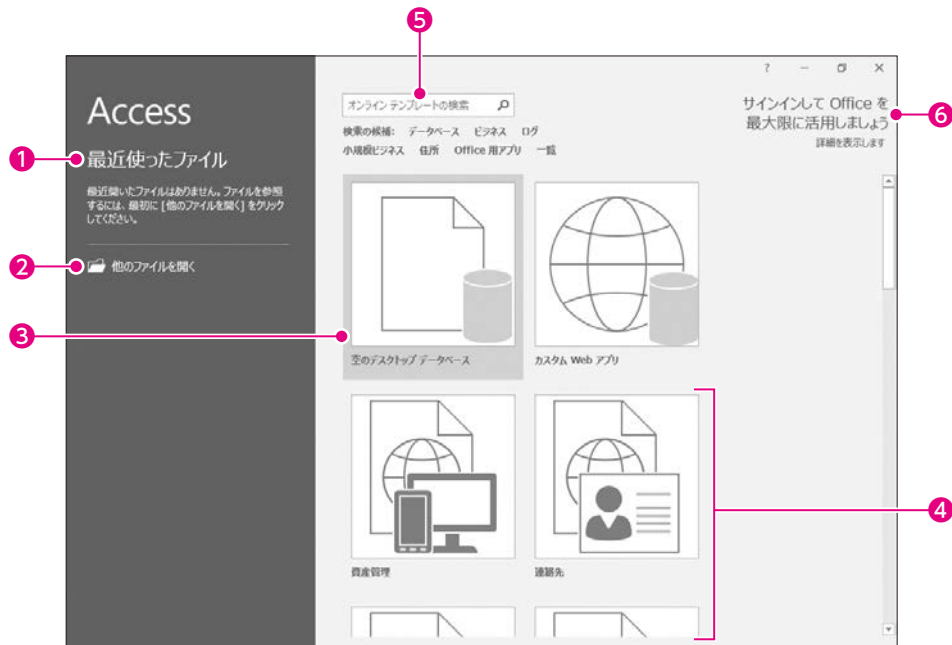 ❺
? － □ ×
Access
オンライン テンプレートの検索
サインインして Office を
最大限に活用しましょう
❻
詳細を表示します
検索の候補: データベース ビジネス ログ
小規模ビジネス 住所 Office 用アプリ 一覧
❶
最近使ったファイル
最近開いたファイルはありません。ファイルを参照
するには、最初に [他のファイルを開く] をクリック
してください。
❷
他のファイルを開く
❸
空のデスクトップ データベース
カスタム Web アプリ
❹
資産管理
連絡先